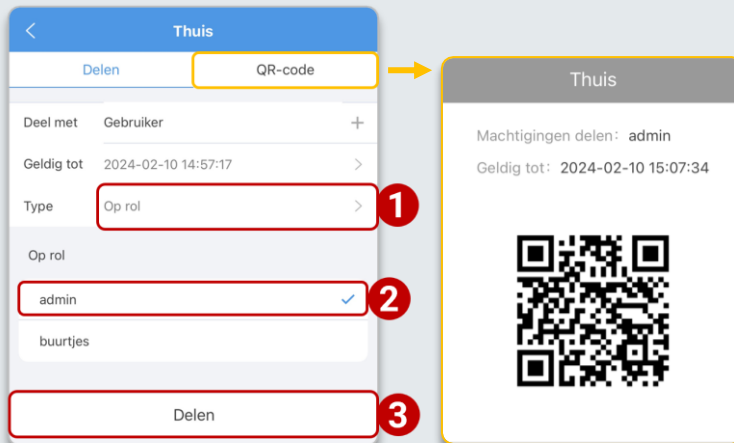 Thuis
Delen QR-code
Deel met Gebruiker +
Geldig tot 2024-02-10 14:57:17
Type Op rol
1
Op rol
admin
2
buurtjes
Delen
3
Thuis
Machtigingen delen: admin
Geldig tot: 2024-02-10 15:07:34